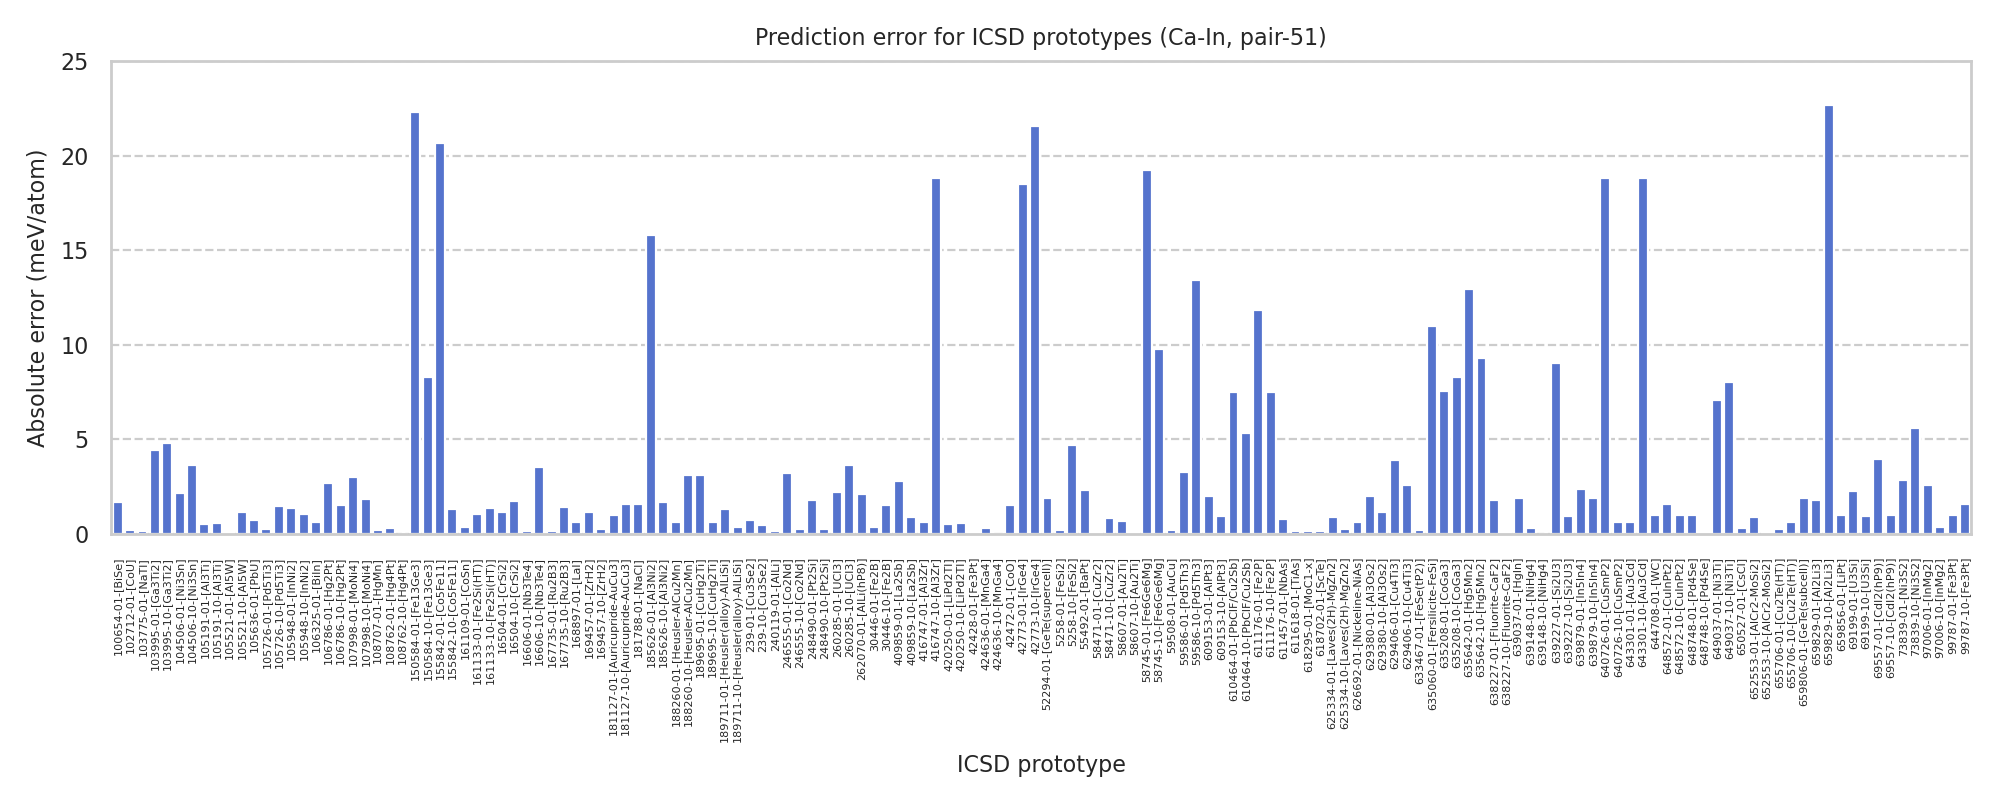 Prediction error for ICSD prototypes (Ca-In, pair-51)
Absolute error (meV/atom)
25
20
15
10
5
0
100654-01-[BiSe]
102712-01-[CoU]
103775-01-[NaTl]
103995-01-[Ga3Ti2]
103995-10-[Ga3Ti2]
104506-01-[Ni3Sn]
104506-10-[Ni3Sn]
105191-01-[Al3Ti]
105191-10-[Al3Ti]
105521-01-[Al5W]
105521-10-[Al5W]
105636-01-[PbU]
105726-01-[Pd5Ti3]
105726-10-[Pd5Ti3]
105948-01-[InNi2]
105948-10-[InNi2]
106325-01-[BiIn]
106786-01-[Hg2Pt]
106786-10-[Hg2Pt]
107998-01-[MoNi4]
107998-10-[MoNi4]
108707-01-[HgMn]
108762-01-[Hg4Pt]
108762-10-[Hg4Pt]
150584-01-[Fe13Ge3]
150584-10-[Fe13Ge3]
155842-01-[Co5Fe11]
155842-10-[Co5Fe11]
161109-01-[CoSn]
161133-01-[Fe2Si(HT)]
161133-10-[Fe2Si(HT)]
16504-01-[CrSi2]
16504-10-[CrSi2]
16606-01-[Nb3Te4]
16606-10-[Nb3Te4]
167735-01-[Ru2B3]
167735-10-[Ru2B3]
168897-01-[LaI]
169457-01-[ZrH2]
169457-10-[ZrH2]
181127-01-[Auricupride-AuCu3]
181127-10-[Auricupride-AuCu3]
181788-01-[NaCl]
185626-01-[Al3Ni2]
185626-10-[Al3Ni2]
188260-01-[Heusler-AlCu2Mn]
188260-10-[Heusler-AlCu2Mn]
189695-01-[CuHg2Ti]
189695-10-[CuHg2Ti]
189711-01-[Heusler(alloy)-AlLiSi]
189711-10-[Heusler(alloy)-AlLiSi]
239-01-[Cu3Se2]
239-10-[Cu3Se2]
240119-01-[AlLi]
246555-01-[Co2Nd]
246555-10-[Co2Nd]
248490-01-[Pt2Si]
248490-10-[Pt2Si]
260285-01-[UCl3]
260285-10-[UCl3]
262070-01-[AlLi(hP8)]
30446-01-[Fe2B]
30446-10-[Fe2B]
409859-01-[La2Sb]
409859-10-[La2Sb]
416747-01-[Al3Zr]
416747-10-[Al3Zr]
420250-01-[LiPd2Tl]
420250-10-[LiPd2Tl]
42428-01-[Fe3Pt]
424636-01-[MnGa4]
424636-10-[MnGa4]
42472-01-[CoO]
42773-01-[IrGe4]
42773-10-[IrGe4]
52294-01-[GeTe(supercell)]
5258-01-[FeSi2]
5258-10-[FeSi2]
55492-01-[BaPt]
58471-01-[CuZr2]
58471-10-[CuZr2]
58607-01-[Au2Ti]
58607-10-[Au2Ti]
58745-01-[Fe6Ge6Mg]
58745-10-[Fe6Ge6Mg]
59508-01-[AuCu]
59586-01-[Pd5Th3]
59586-10-[Pd5Th3]
609153-01-[AlPt3]
609153-10-[AlPt3]
610464-01-[PbClF/Cu2Sb]
610464-10-[PbClF/Cu2Sb]
611176-01-[Fe2P]
611176-10-[Fe2P]
611457-01-[NbAs]
611618-01-[TiAs]
618295-01-[MoC1-x]
618702-01-[ScTe]
625334-01-[Laves(2H)-MgZn2]
625334-10-[Laves(2H)-MgZn2]
626692-01-[Nickeline-NiAs]
629380-01-[Al3Os2]
629380-10-[Al3Os2]
629406-01-[Cu4Ti3]
629406-10-[Cu4Ti3]
633467-01-[FeSe(tP2)]
635060-01-[Fersilicite-FeSi]
635208-01-[CoGa3]
635208-10-[CoGa3]
635642-01-[Hg5Mn2]
635642-10-[Hg5Mn2]
638227-01-[Fluorite-CaF2]
638227-10-[Fluorite-CaF2]
639037-01-[HgIn]
639148-01-[NiHg4]
639148-10-[NiHg4]
639227-01-[Si2U3]
639227-10-[Si2U3]
639879-01-[In5In4]
639879-10-[In5In4]
640726-01-[CuSmP2]
640726-10-[CuSmP2]
643301-01-[Au3Cd]
643301-10-[Au3Cd]
644708-01-[WC]
648572-01-[CuInPt2]
648572-10-[CuInPt2]
648748-01-[Pd4Se]
648748-10-[Pd4Se]
649037-01-[Ni3Ti]
649037-10-[Ni3Ti]
650527-01-[CsCl]
652553-01-[AlCr2-MoSi2]
652553-10-[AlCr2-MoSi2]
655706-01-[Cu2Te(HT)]
655706-10-[Cu2Te(HT)]
659806-01-[GeTe(subcell)]
659829-01-[Al2Li3]
659829-10-[Al2Li3]
659856-01-[LiPt]
69199-01-[U3Si]
69199-10-[U3Si]
69557-01-[CdI2(hP9)]
69557-10-[CdI2(hP9)]
73839-01-[Ni3S2]
73839-10-[Ni3S2]
97006-01-[InMg2]
97006-10-[InMg2]
99787-01-[Fe3Pt]
99787-10-[Fe3Pt]
ICSD prototype